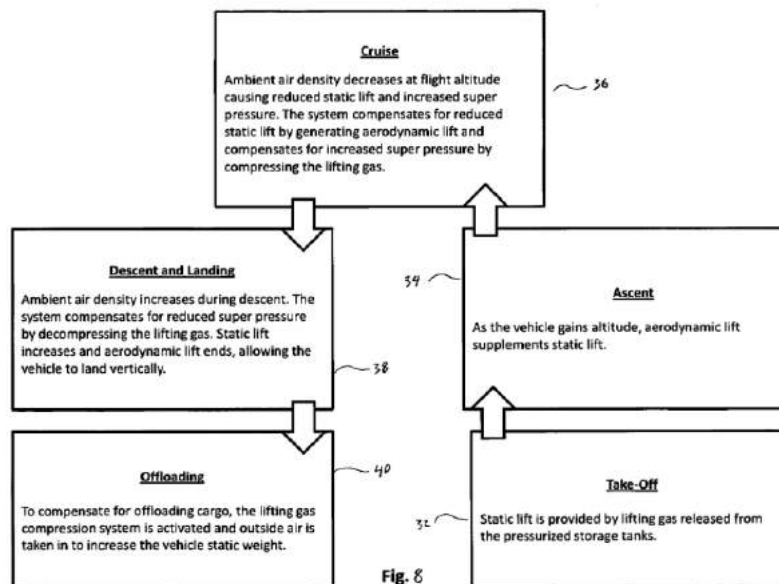 Cruise
Ambient air density decreases at flight altitude
causing reduced static lift and increased super
pressure. The system compensates for reduced
static lift by generating aerodynamic lift and
compensates for increased super pressure by
compressing the lifting gas.
36
Descent and Landing
Ambient air density increases during descent. The
system compensates for reduced super pressure
by decompressing the lifting gas. Static lift
increases and aerodynamic lift ends, allowing the
vehicle to land vertically.
38
34
Ascent
As the vehicle gains altitude, aerodynamic lift
supplements static lift.
Offloading
To compensate for offloading cargo, the lifting gas
compression system is activated and outside air is
taken in to increase the vehicle static weight.
40
Take-Off
32
Static lift is provided by lifting gas released from
the pressurized storage tanks.
Fig. 8